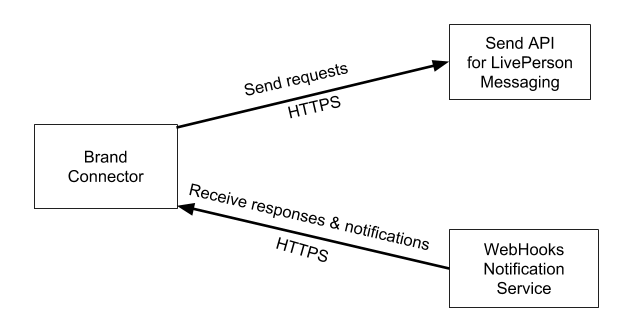 Send API
for LivePerson
Messaging
Send requests
HTTPS
Brand
Connector
Receive responses & notifications
HTTPS
WebHooks
Notification
Service